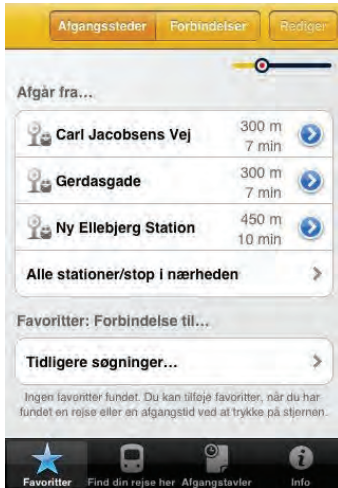 Afgangssteder Forbindelser Rediger
Afgår fra...
Carl Jacobsens Vej 300 m
7 min
Gerdasgade 300 m
7 min
Ny Ellebjerg Station 450 m
10 min
Alle stationer/stop i nærheden
Favoritter: Forbindelse til...
Tidligere søgninger...
Ingen favoritter fundet. Du kan tilføje favoritter, når du har
fundet en rejse eller en afgangstid ved at trykke på stjernen.
Favoritter Find din rejse her Afgangstavler Info